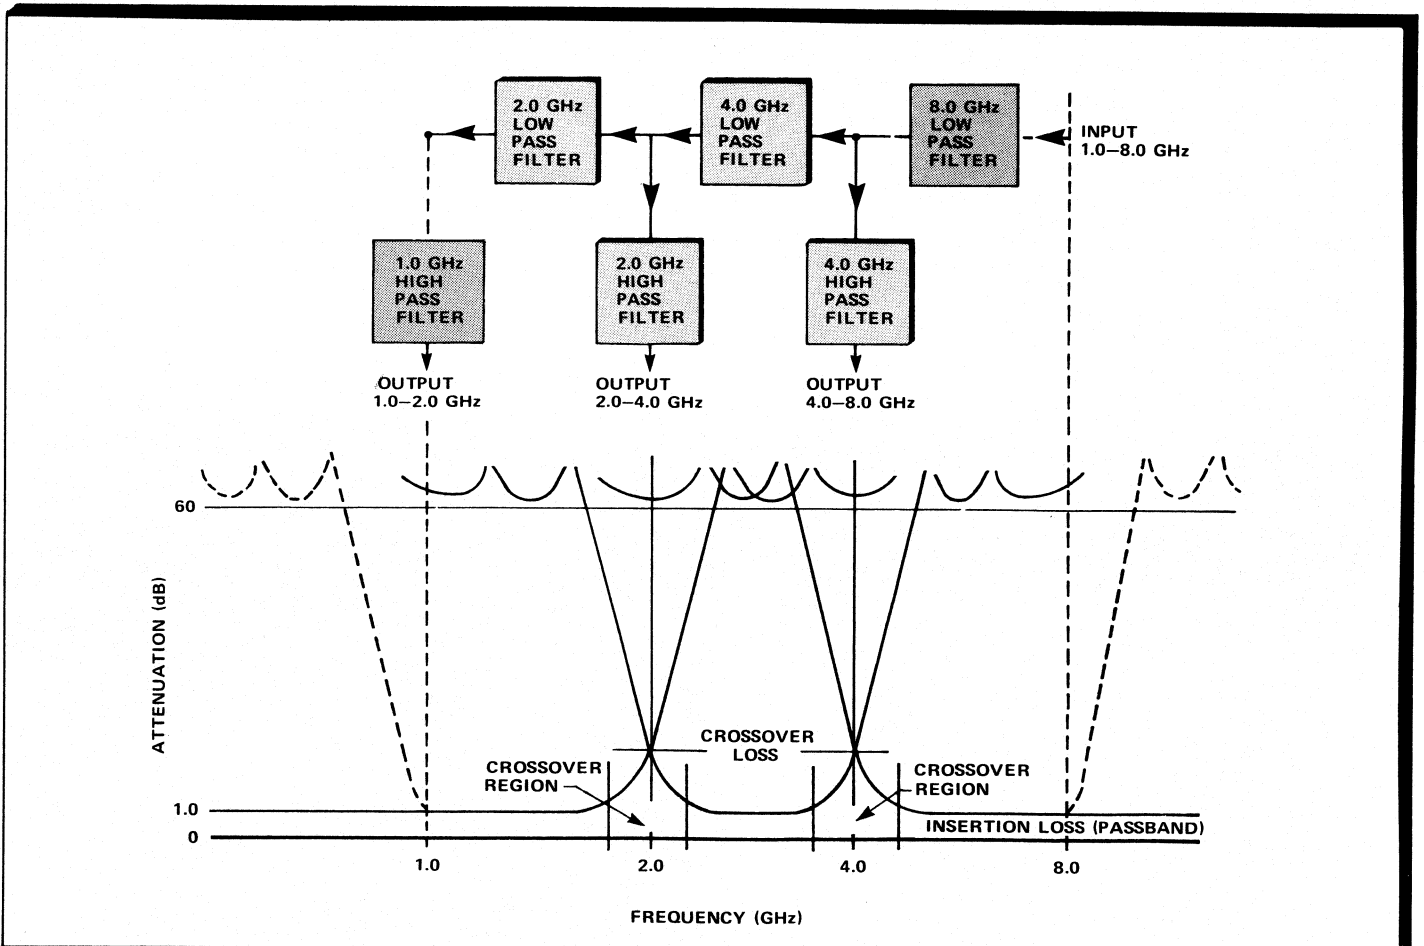 2.0 GHz
LOW
PASS
FILTER
4.0 GHz
LOW
PASS
FILTER
8.0 GHz
LOW
PASS
FILTER
INPUT
1.0—8.0 GHz
1.0 GHz
HIGH
PASS
FILTER
2.0 GHz
HIGH
PASS
FILTER
4.0 GHz
HIGH
PASS
FILTER
OUTPUT
1.0—2.0 GHz
OUTPUT
2.0—4.0 GHz
OUTPUT
4.0—8.0 GHz
60
ATTENUATION (dB)
CROSSOVER
LOSS
CROSSOVER
REGION
CROSSOVER
REGION
1.0
INSERTION LOSS (PASSBAND)
0
1.0
2.0
4.0
8.0
FREQUENCY (GHz)